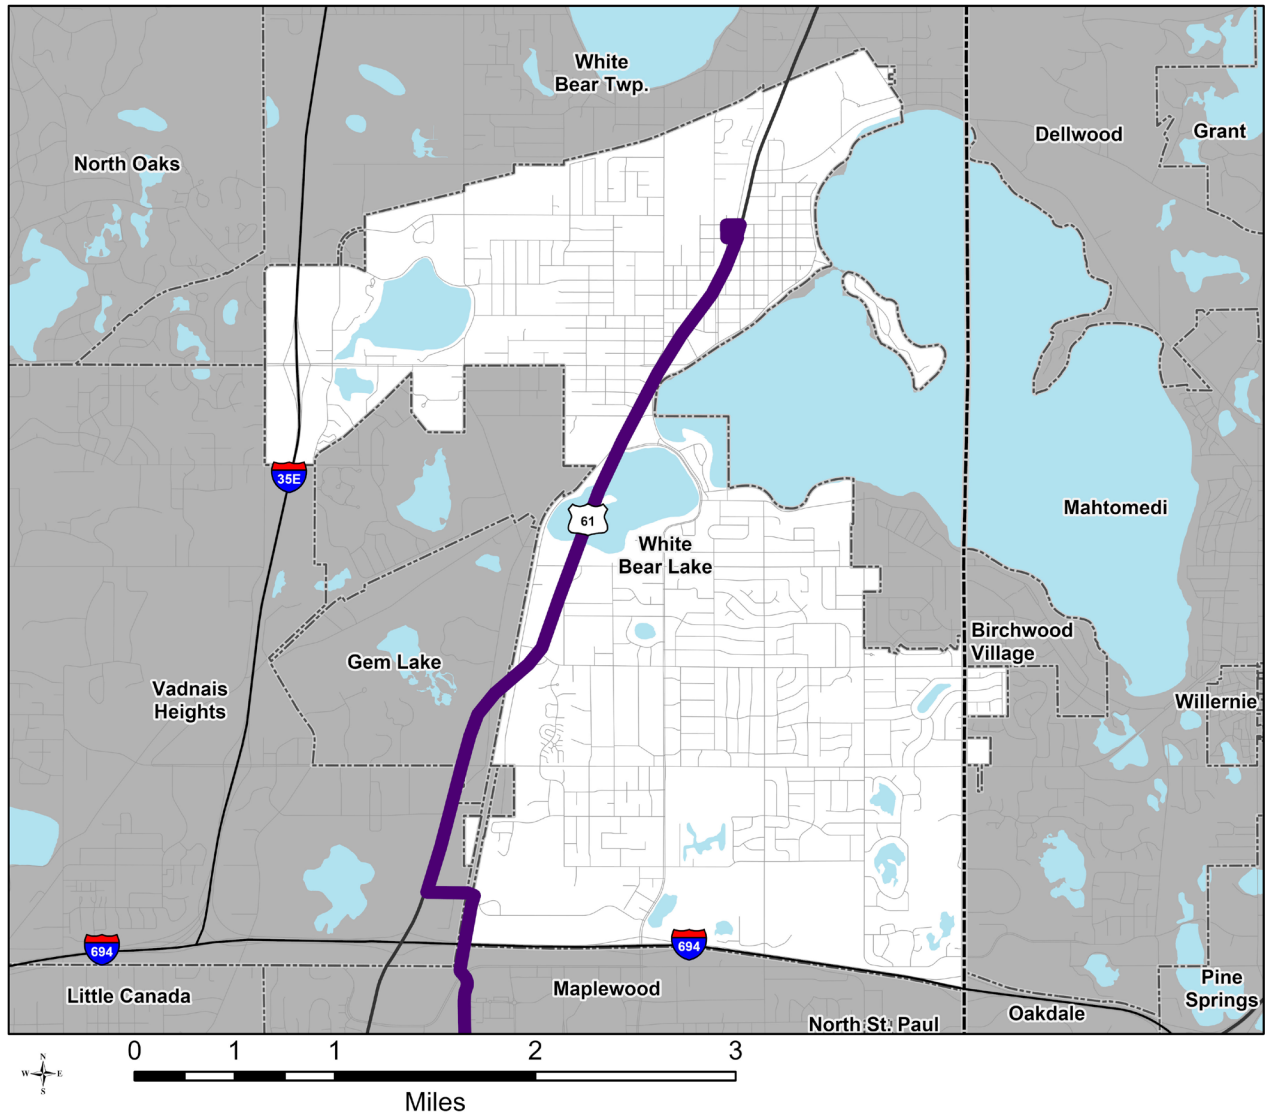 White
Bear Twp.
Dellwood
Grant
North Oaks
35E
Mahtomedi
61
White
Bear Lake
Birchwood
Village
Gem Lake
Vadnais
Heights
Willernie
694
694
Little Canada
Maplewood
Pine
Springs
Oakdale
North St. Paul
N
W E
S
0 1 1 2 3
Miles